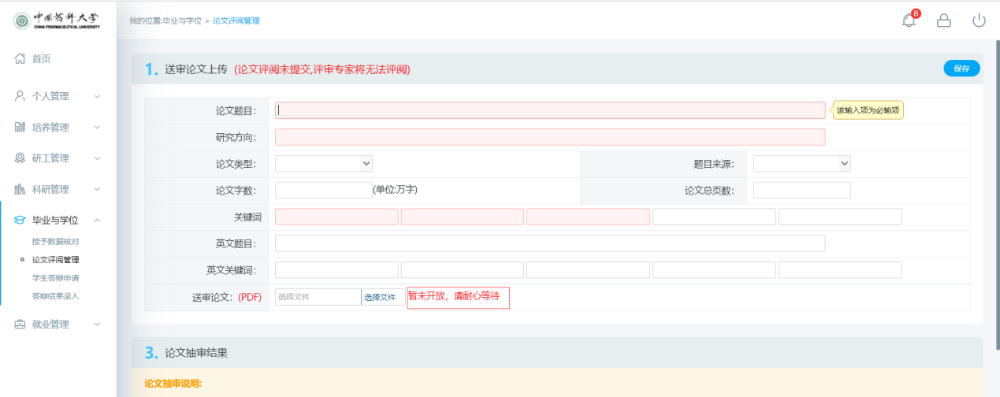 中国药科大学
CHINA PHARMACEUTICAL UNIVERSITY
我的位置:毕业与学位 > 论文评阅管理
8
首页
个人管理
培养管理
研工管理
科研管理
毕业与学位
授予数据核对
论文评阅管理
学生答辩申请
答辩结果录入
就业管理
1. 送审论文上传 (论文评阅未提交,评审专家将无法评阅)
保存
论文题目:
该输入项为必输项
研究方向:
论文类型:
题目来源:
论文字数:
(单位:万字)
论文总页数:
关键词
英文题目:
英文关键词:
送审论文: (PDF)
选择文件
选择文件
暂未开放，请耐心等待
3. 论文抽审结果
论文抽审说明: